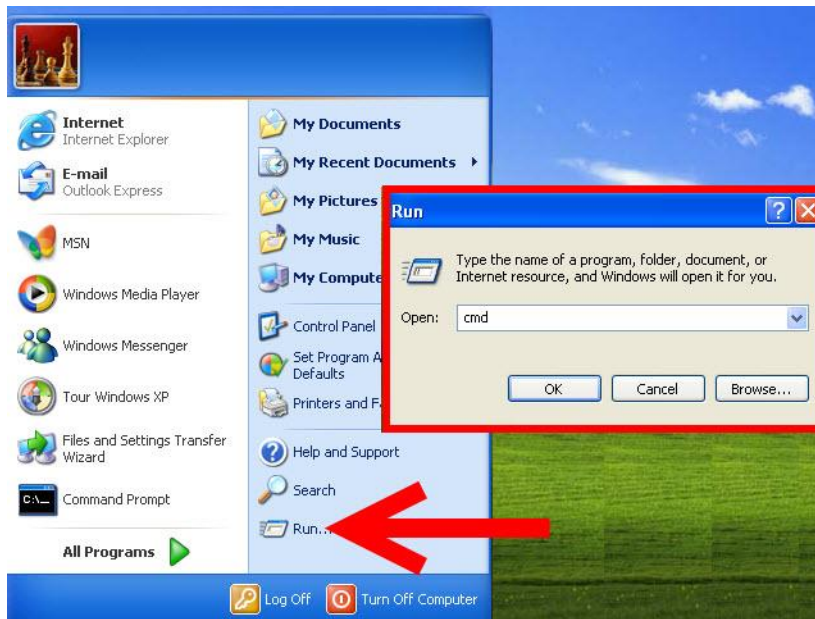 Internet
Internet Explorer
E-mail
Outlook Express
MSN
Windows Media Player
Windows Messenger
Tour Windows XP
Files and Settings Transfer
Wizard
C:\_
Command Prompt
All Programs
My Documents
My Recent Documents
My Pictures
My Music
My Compute
Control Panel
Set Program A
Defaults
Printers and F
Help and Support
Search
Run...
Log Off
Turn Off Computer
Run
Type the name of a program, folder, document, or
Internet resource, and Windows will open it for you.
Open: cmd
OK Cancel Browse...